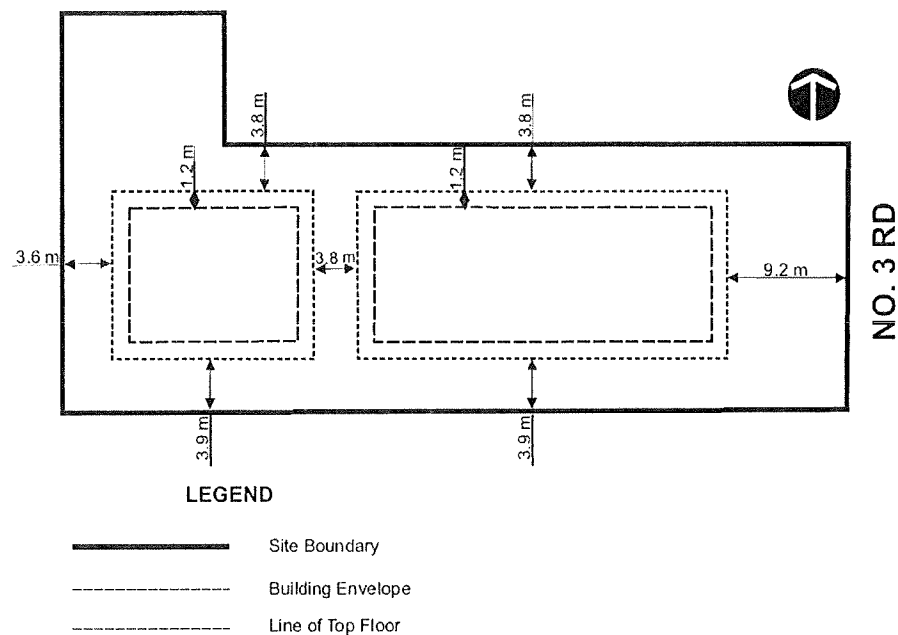 3.8 m
3.8 m
1.2 m
1.2 m
3.6 m
3.8 m
9.2 m
NO. 3 RD
3.9 m
3.9 m
LEGEND
Site Boundary
Building Envelope
Line of Top Floor